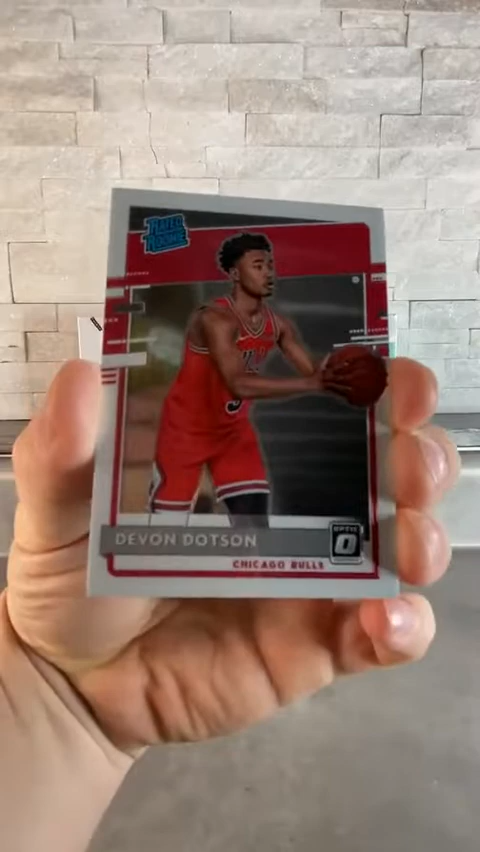 RATED
ROOKIE
DEVON DOTSON
OPTIC
O
CHICAGO BULLS